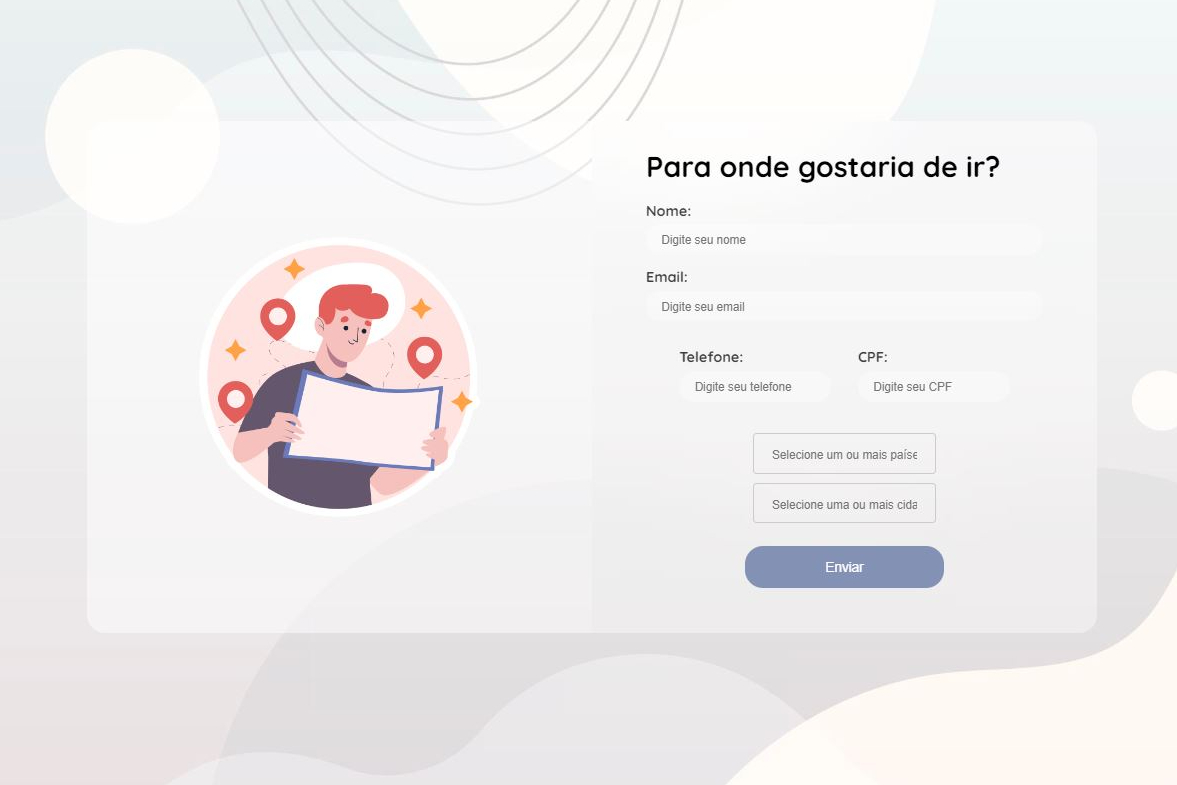 Para onde gostaria de ir?
Nome:
Digite seu nome
Email:
Digite seu email
Telefone:
CPF:
Digite seu telefone
Digite seu CPF
Selecione um ou mais paíse
Selecione uma ou mais cida
Enviar